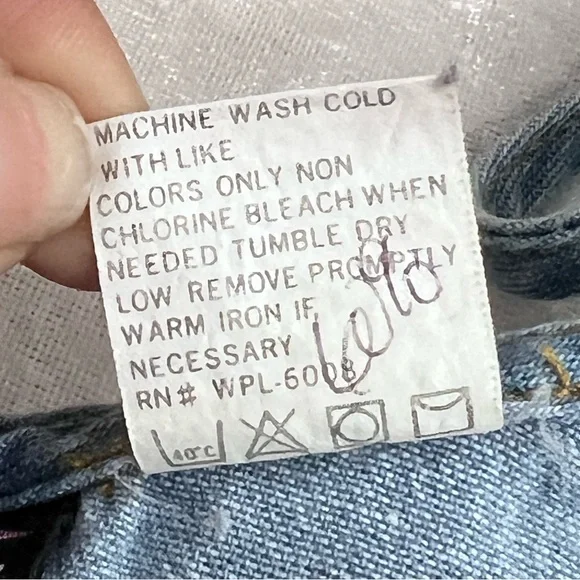 MACHINE WASH COLD
WITH LIKE
COLORS ONLY NON
CHLORINE BLEACH WHEN
NEEDED TUMBLE DRY
LOW REMOVE PROMPTLY
WARM IRON IF
NECESSARY
RN# WPL-6008
40°C